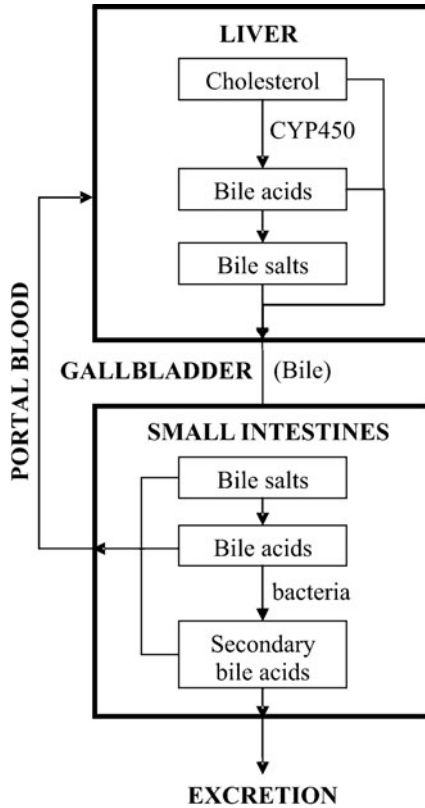 LIVER
Cholesterol
CYP450
Bile acids
Bile salts
GALLBLADDER (Bile)
PORTAL BLOOD
SMALL INTESTINES
Bile salts
Bile acids
bacteria
Secondary
bile acids
EXCRETION